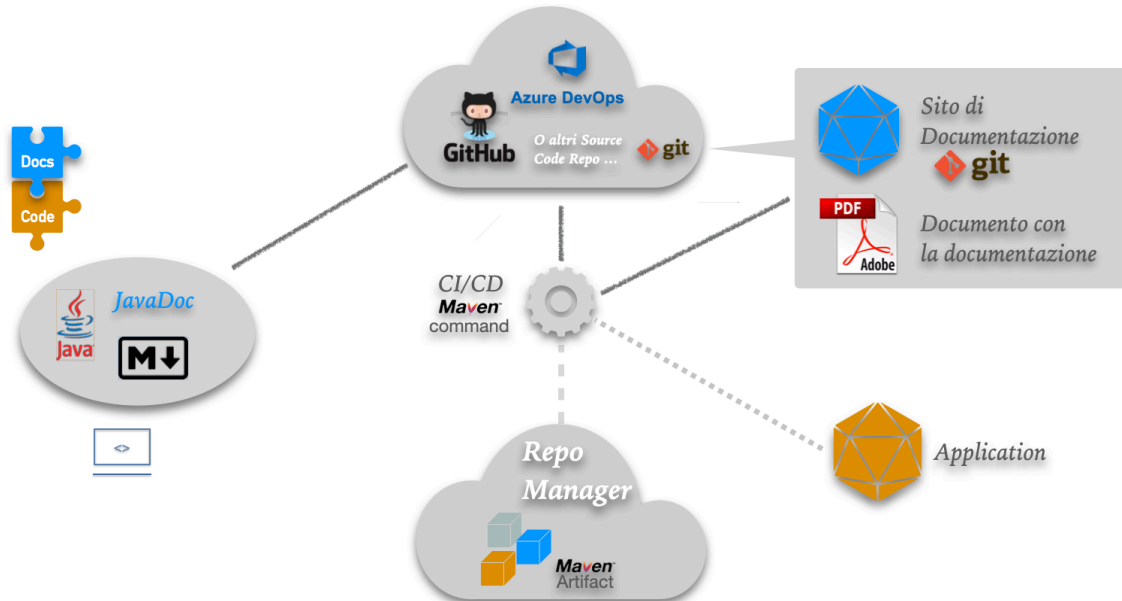 Azure DevOps
GitHub
O altri Source
Code Repo ...
git
Docs
Code
Sito di
Documentazione
git
PDF
Adobe
Documento con
la documentazione
JavaDoc
Java
M
<>
CI/CD
Maven
command
Repo
Manager
Maven
Artifact
Application